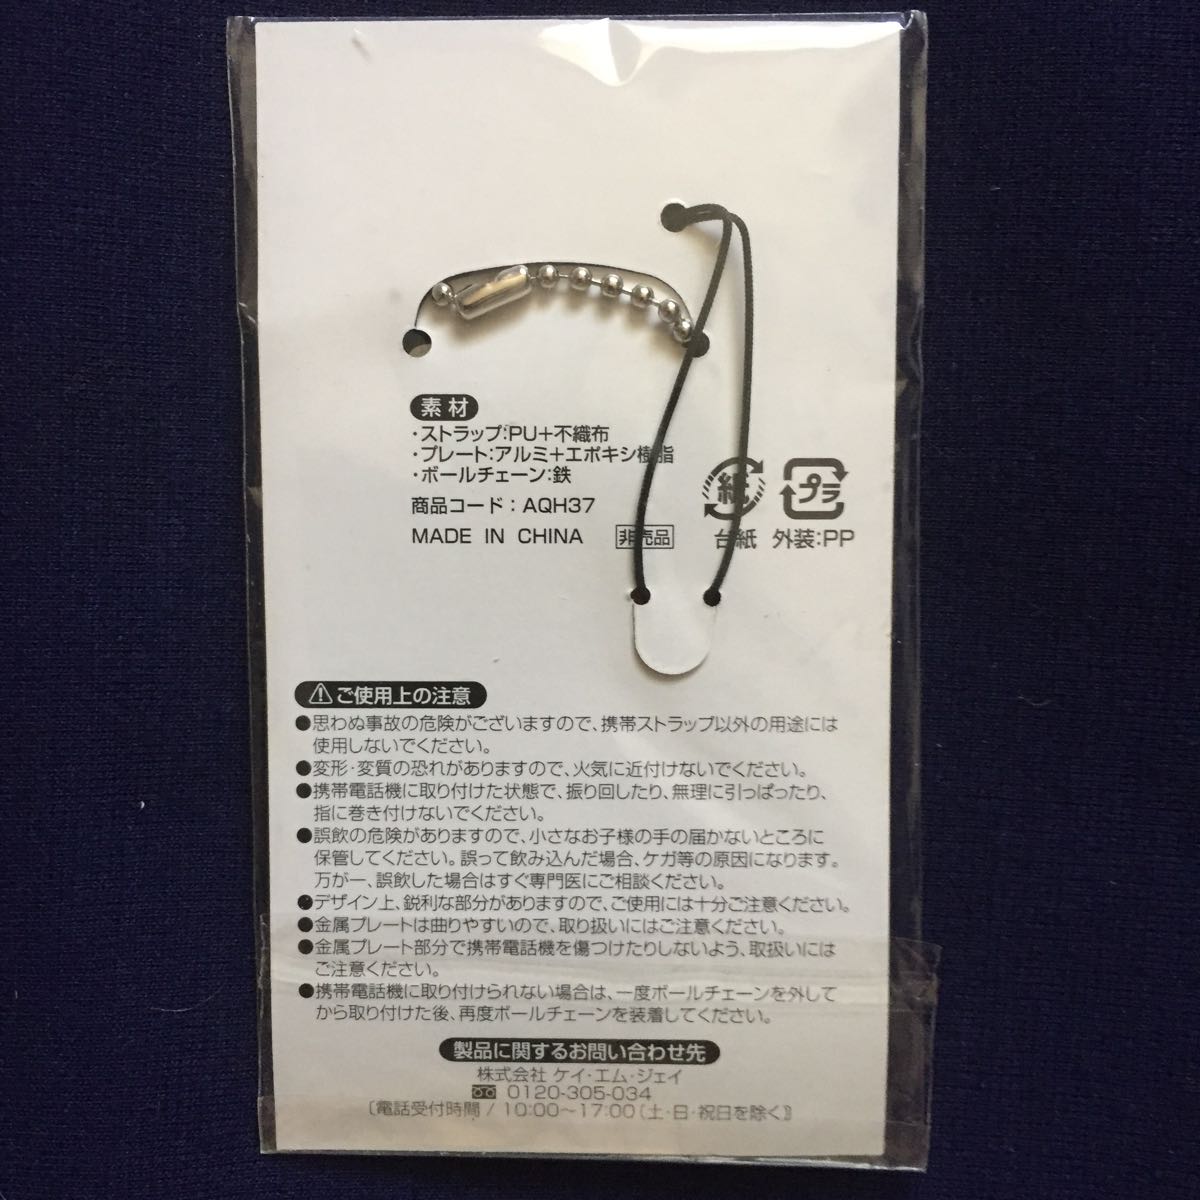 素材
・ストラップ:PU+不織布
・プレート:アルミ+エポキシ樹脂
・ボールチェーン:鉄
商品コード:AQH37
MADE IN CHINA 非売品
紙 プラ
台紙 外装:PP
⚠ご使用上の注意
●思わぬ事故の危険がございますので、携帯ストラップ以外の用途には
使用しないでください。
●変形・変質の恐れがありますので、火気に近付けないでください。
●携帯電話機に取り付けた状態で、振り回したり、無理に引っぱったり、
指に巻き付けないでください。
●誤飲の危険がありますので、小さなお子様の手の届かないところに
保管してください。誤って飲み込んだ場合、ケガ等の原因になります。
万が一、誤飲した場合はすぐ専門医にご相談ください。
●デザイン上、鋭利な部分がありますので、ご使用には十分ご注意ください。
●金属プレートは曲りやすいので、取り扱いにはご注意ください。
●金属プレート部分で携帯電話機を傷つけたりしないよう、取扱いには
ご注意ください。
●携帯電話機に取り付けられない場合は、一度ボールチェーンを外して
から取り付けた後、再度ボールチェーンを装着してください。
製品に関するお問い合わせ先
株式会社 ケイ・エム・ジェイ
0120-305-034
〔電話受付時間/10:00~17:00(土・日・祝日を除く)〕